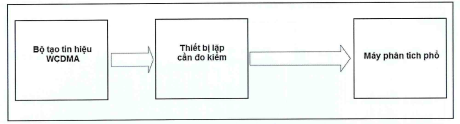 Bộ tạo tín hiệu
WCDMA
Thiết bị lặp
cần đo kiểm
Máy phân tích phổ